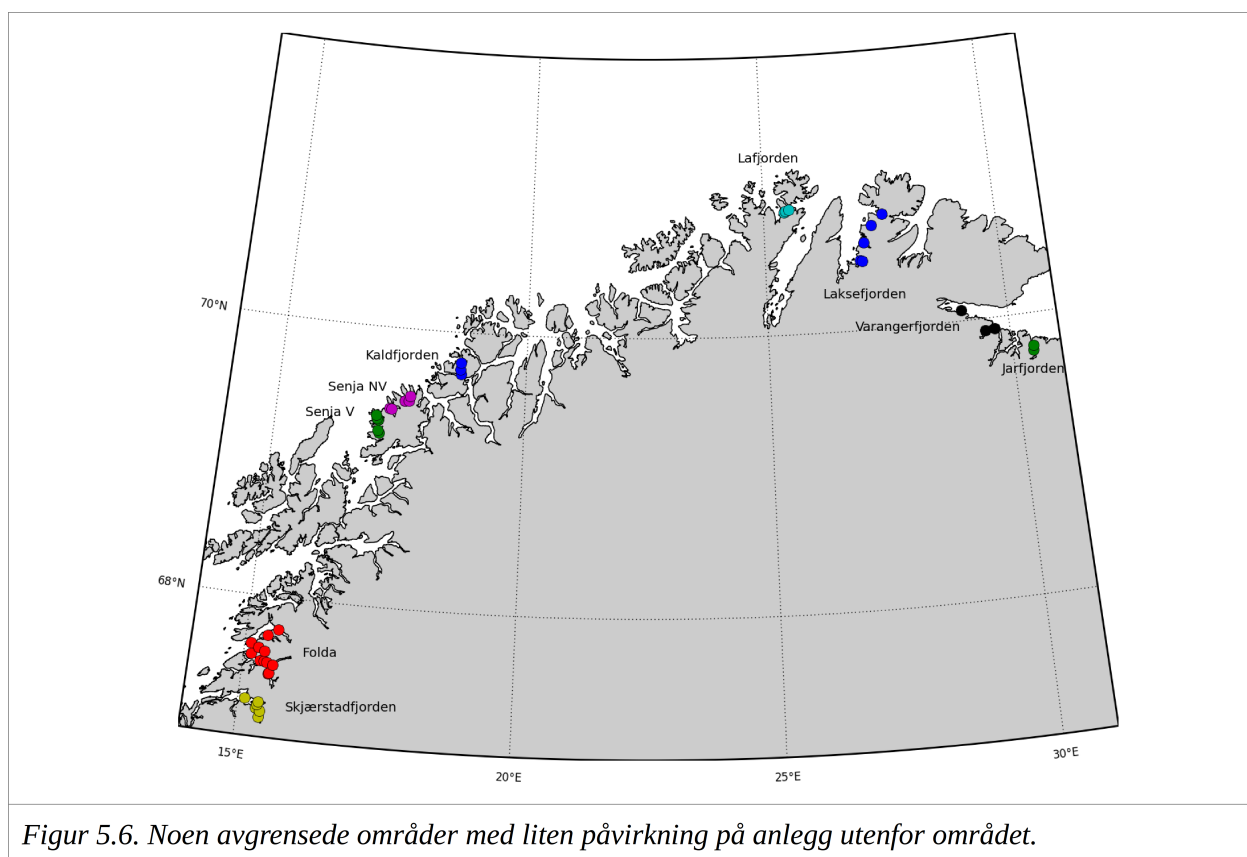 Lafjorden
Laksefjorden
70°N
Varangerfjorden
Kaldfjorden
Jarfjorden
Senja NV
Senja V
68°N
Folda
Skjærstadfjorden
15°E
30°E
20°E
25°E
Figur 5.6. Noen avgrensede områder med liten påvirkning på anlegg utenfor området.